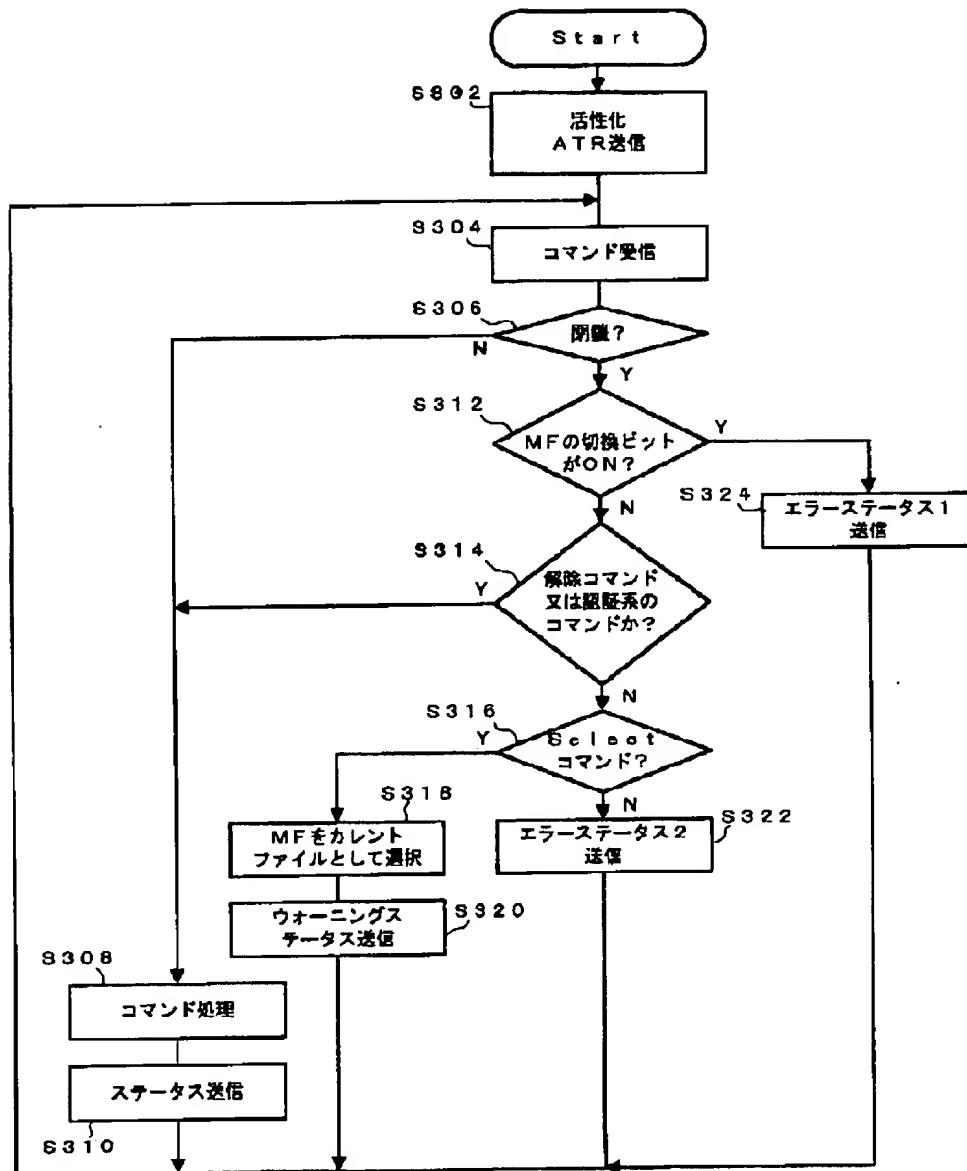 Start
S302
活性化
ATR送信
S304
コマンド受信
S306
閉鎖?
N
Y
S312
MFの切換ビット
がON?
Y
N
S324
エラーステータス1
送信
S314
解除コマンド
又は認証系の
コマンドか?
Y
N
S316
Select
コマンド?
Y
N
S318
MFをカレント
ファイルとして選択
S322
エラーステータス2
送信
S320
ウォーニングス
テータス送信
S308
コマンド処理
ステータス送信
S310